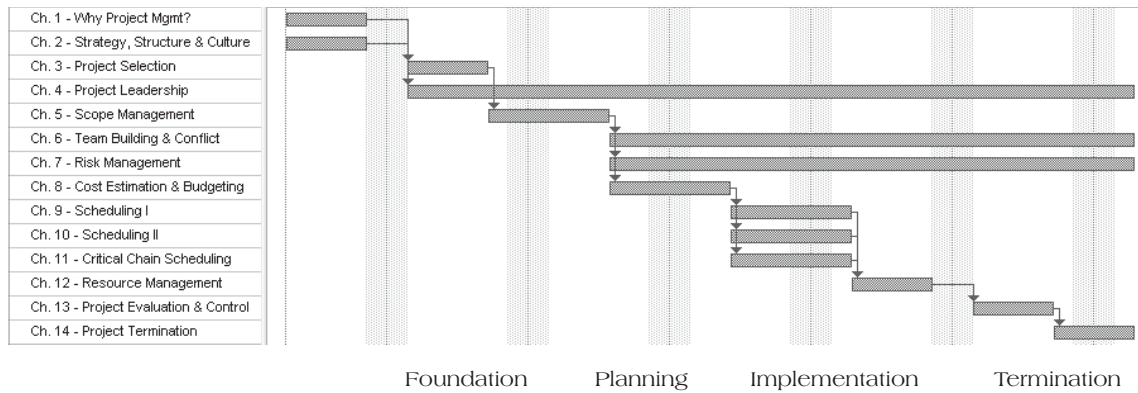 Ch. 1 - Why Project Mgmt?
Ch. 2 - Strategy, Structure & Culture
Ch. 3 - Project Selection
Ch. 4 - Project Leadership
Ch. 5 - Scope Management
Ch. 6 - Team Building & Conflict
Ch. 7 - Risk Management
Ch. 8 - Cost Estimation & Budgeting
Ch. 9 - Scheduling I
Ch. 10 - Scheduling II
Ch. 11 - Critical Chain Scheduling
Ch. 12 - Resource Management
Ch. 13 - Project Evaluation & Control
Ch. 14 - Project Termination
Foundation Planning Implementation Termination